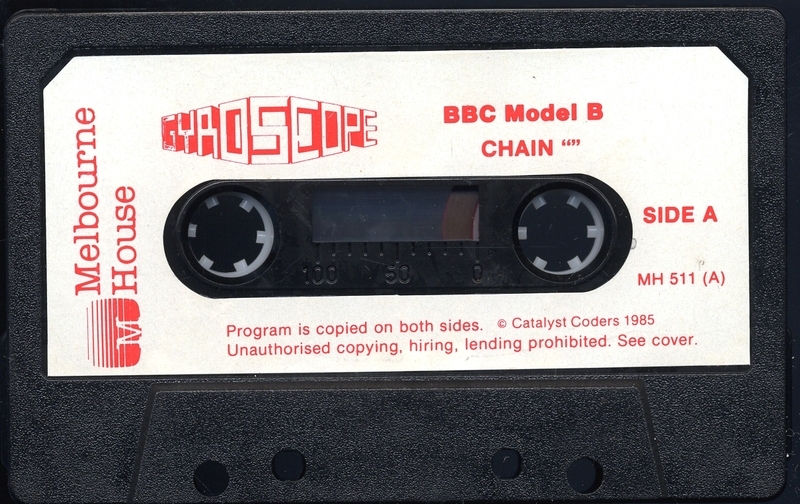 GYROSCOPE
BBC Model B
CHAIN “”
Melbourne
House
M
SIDE A
100 50 0
MH 511 (A)
Program is copied on both sides. © Catalyst Coders 1985
Unauthorised copying, hiring, lending prohibited. See cover.